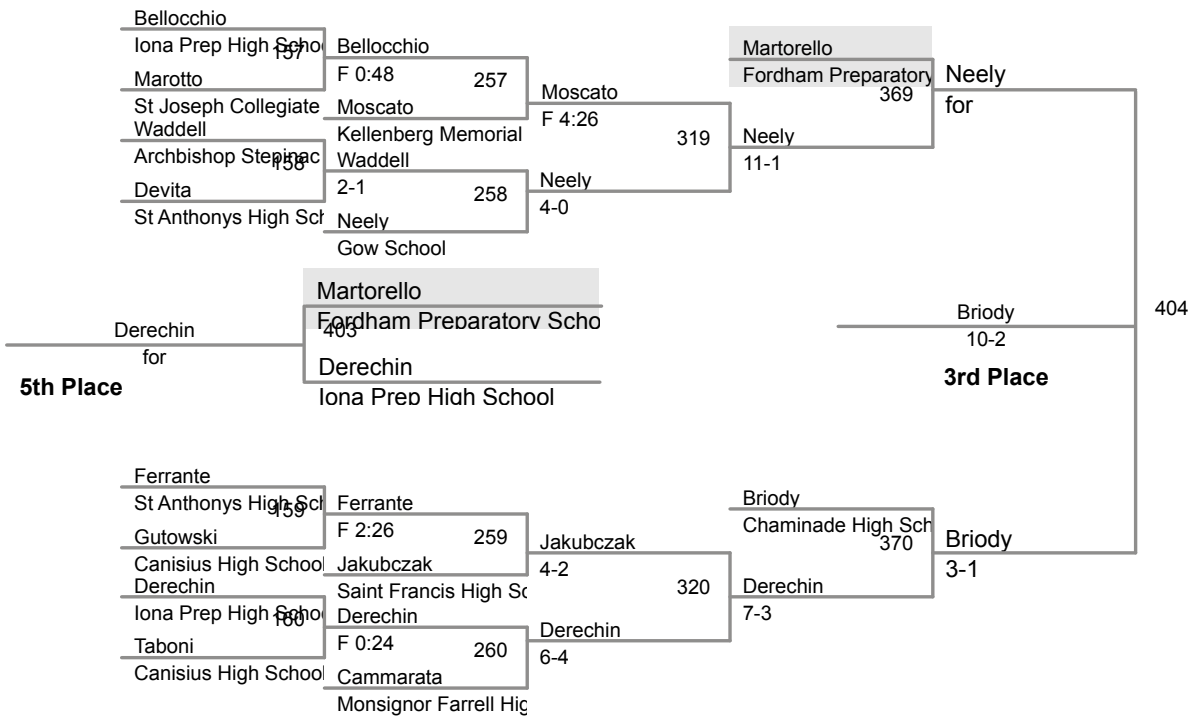 Bellocchio
Iona Prep High Schoo
157
Marotto
St Joseph Collegiate
Waddell
Archbishop Stepinac
158
Devita
St Anthonys High Sch
Bellocchio
F 0:48
257
Moscato
Kellenberg Memorial
Waddell
2-1
258
Neely
Gow School
Moscato
F 4:26
319
Neely
4-0
Martorello
Fordham Preparatory
369
Neely
11-1
Neely
for
Martorello
Fordham Preparatory Scho
403
Derechin
Iona Prep High School
Derechin
for
5th Place
Briody
10-2
3rd Place
404
Ferrante
St Anthonys High Sch
159
Gutowski
Canisius High School
Derechin
Iona Prep High Schoo
160
Taboni
Canisius High School
Ferrante
F 2:26
259
Jakubczak
Saint Francis High Sc
Derechin
F 0:24
260
Cammarata
Monsignor Farrell Hig
Jakubczak
4-2
320
Derechin
6-4
Briody
Chaminade High Sch
370
Derechin
7-3
Briody
3-1